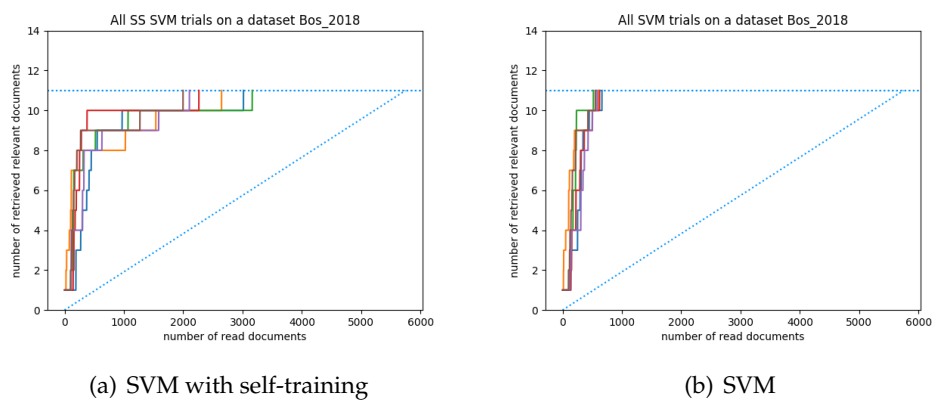 All SS SVM trials on a dataset Bos_2018
number of retrieved relevant documents
14
12
10
8
6
4
2
0
0 1000 2000 3000 4000 5000 6000
number of read documents
(a) SVM with self-training
All SVM trials on a dataset Bos_2018
number of retrieved relevant documents
14
12
10
8
6
4
2
0
0 1000 2000 3000 4000 5000 6000
number of read documents
(b) SVM